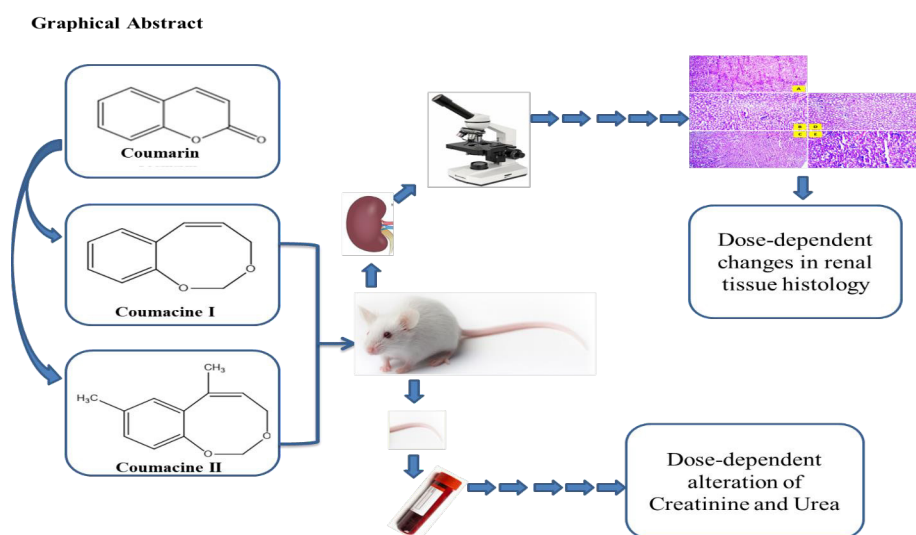 Graphical Abstract
O
O
Coumarin
O
O
Coumacine I
CH₃
H₃C
O
O
Coumacine II
A
B D
C E
Dose-dependent
changes in renal
tissue histology
Dose-dependent
alteration of
Creatinine and Urea